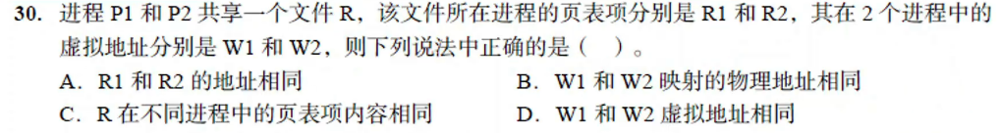 30. 进程 P1 和 P2 共享一个文件 R，该文件所在进程的页表项分别是 R1 和 R2，其在 2 个进程中的
虚拟地址分别是 W1 和 W2，则下列说法中正确的是（　）。
A. R1 和 R2 的地址相同 B. W1 和 W2 映射的物理地址相同
C. R 在不同进程中的页表项内容相同 D. W1 和 W2 虚拟地址相同